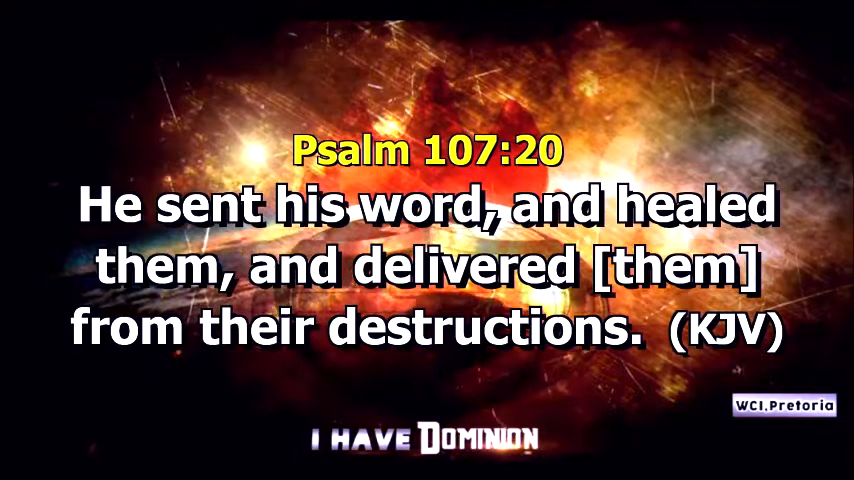 Psalm 107:20
He sent his word, and healed
them, and delivered [them]
from their destructions. (KJV)
WCI,Pretoria
I HAVE DOMINION